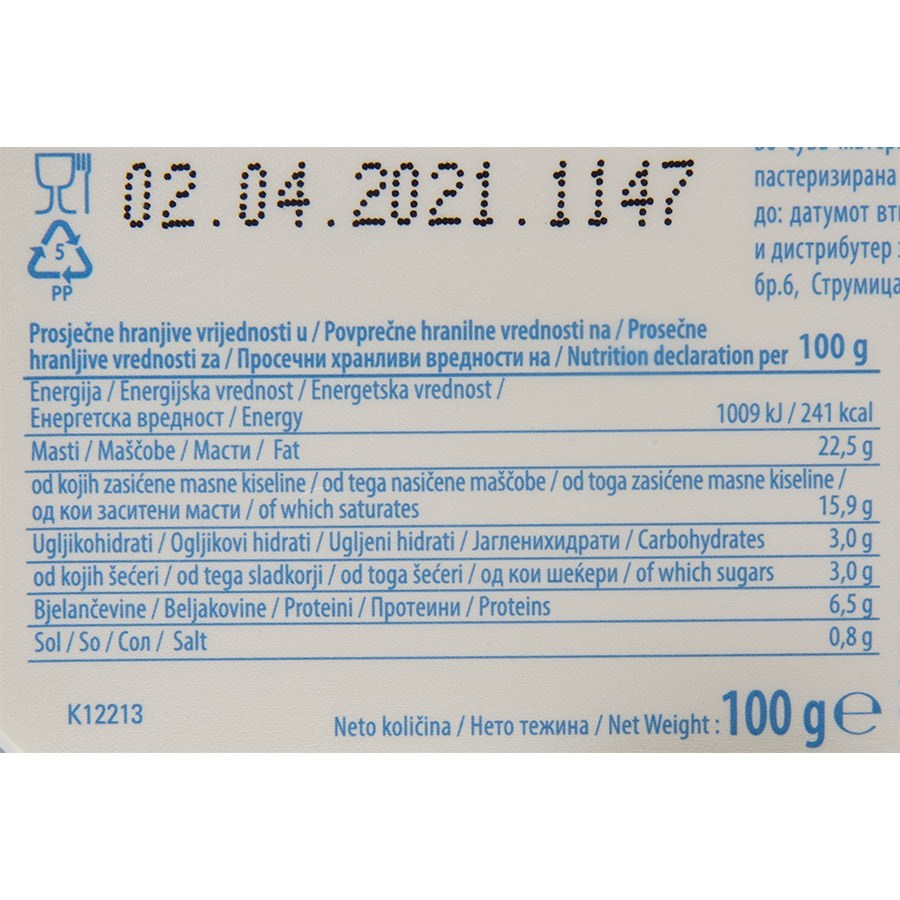 02.04.2021.1147
пастеризирана
до: датумот
и дистрибутер
бр.6, Струмица
5
PP
Prosječne hranjive vrijednosti u / Povprečne hranilne vrednosti na / Prosečne
hranljive vrednosti za / Просечни хранливи вредности на / Nutrition declaration per 100 g
Energija / Energijska vrednost / Energetska vrednost /
Енергетска вредност / Energy 1009 kJ / 241 kcal
Masti / Maščobe / Масти / Fat 22,5 g
od kojih zasićene masne kiseline / od tega nasičene maščobe / od toga zasićene masne kiseline /
од кои заситени масти / of which saturates 15,9 g
Ugljikohidrati / Ogljikovi hidrati / Ugljeni hidrati / Јагленихидрати / Carbohydrates 3,0 g
od kojih šećeri / od tega sladkorji / od toga šećeri / од кои шеќери / of which sugars 3,0 g
Bjelančevine / Beljakovine / Proteini / Протеини / Proteins 6,5 g
Sol / So / Сол / Salt 0,8 g
K12213
Neto količina / Нето тежина / Net Weight : 100 g ℮